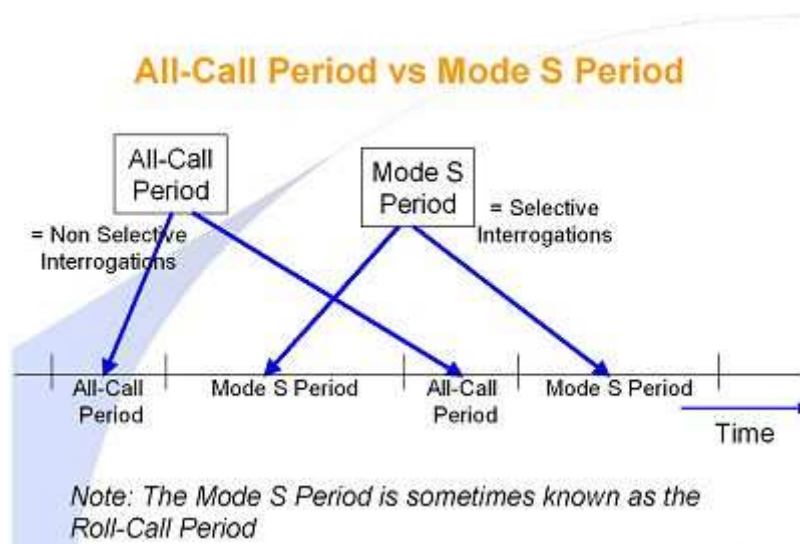 All-Call Period vs Mode S Period
All-Call
Period
Mode S
Period
= Selective
Interrogations
= Non Selective
Interrogations
All-Call
Period
Mode S Period
All-Call
Period
Mode S Period
Time
Note: The Mode S Period is sometimes known as the
Roll-Call Period